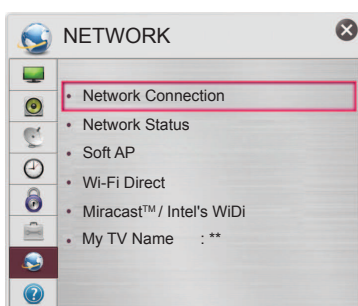 NETWORK
• Network Connection
• Network Status
• Soft AP
• Wi-Fi Direct
• Miracast™ / Intel's WiDi
• My TV Name : **
?